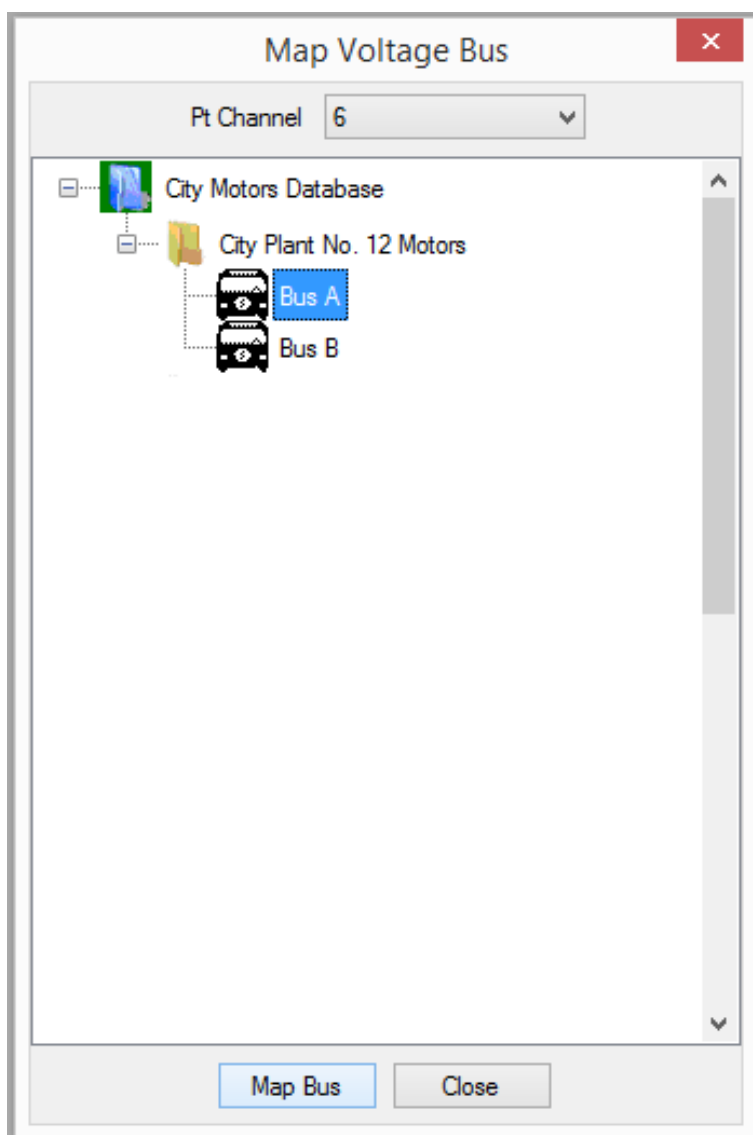 Map Voltage Bus
Pt Channel 6
City Motors Database
City Plant No. 12 Motors
Bus A
Bus B
Map Bus Close